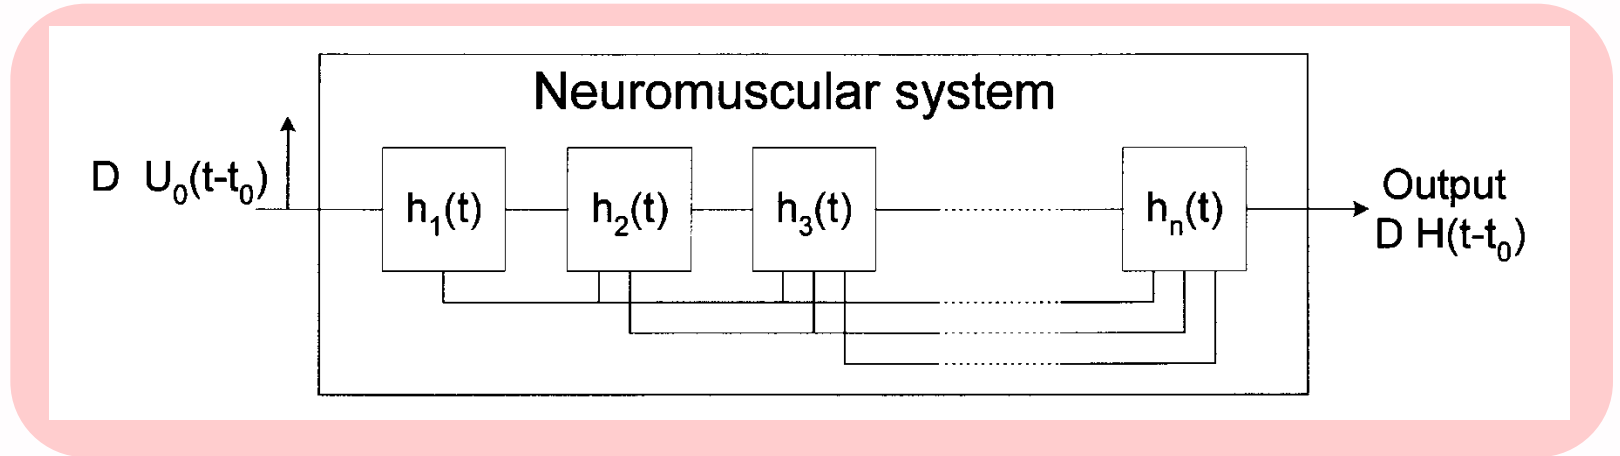 Neuromuscular system
D U₀(t-t₀)
h₁(t)
h₂(t)
h₃(t)
hₙ(t)
Output
D H(t-t₀)